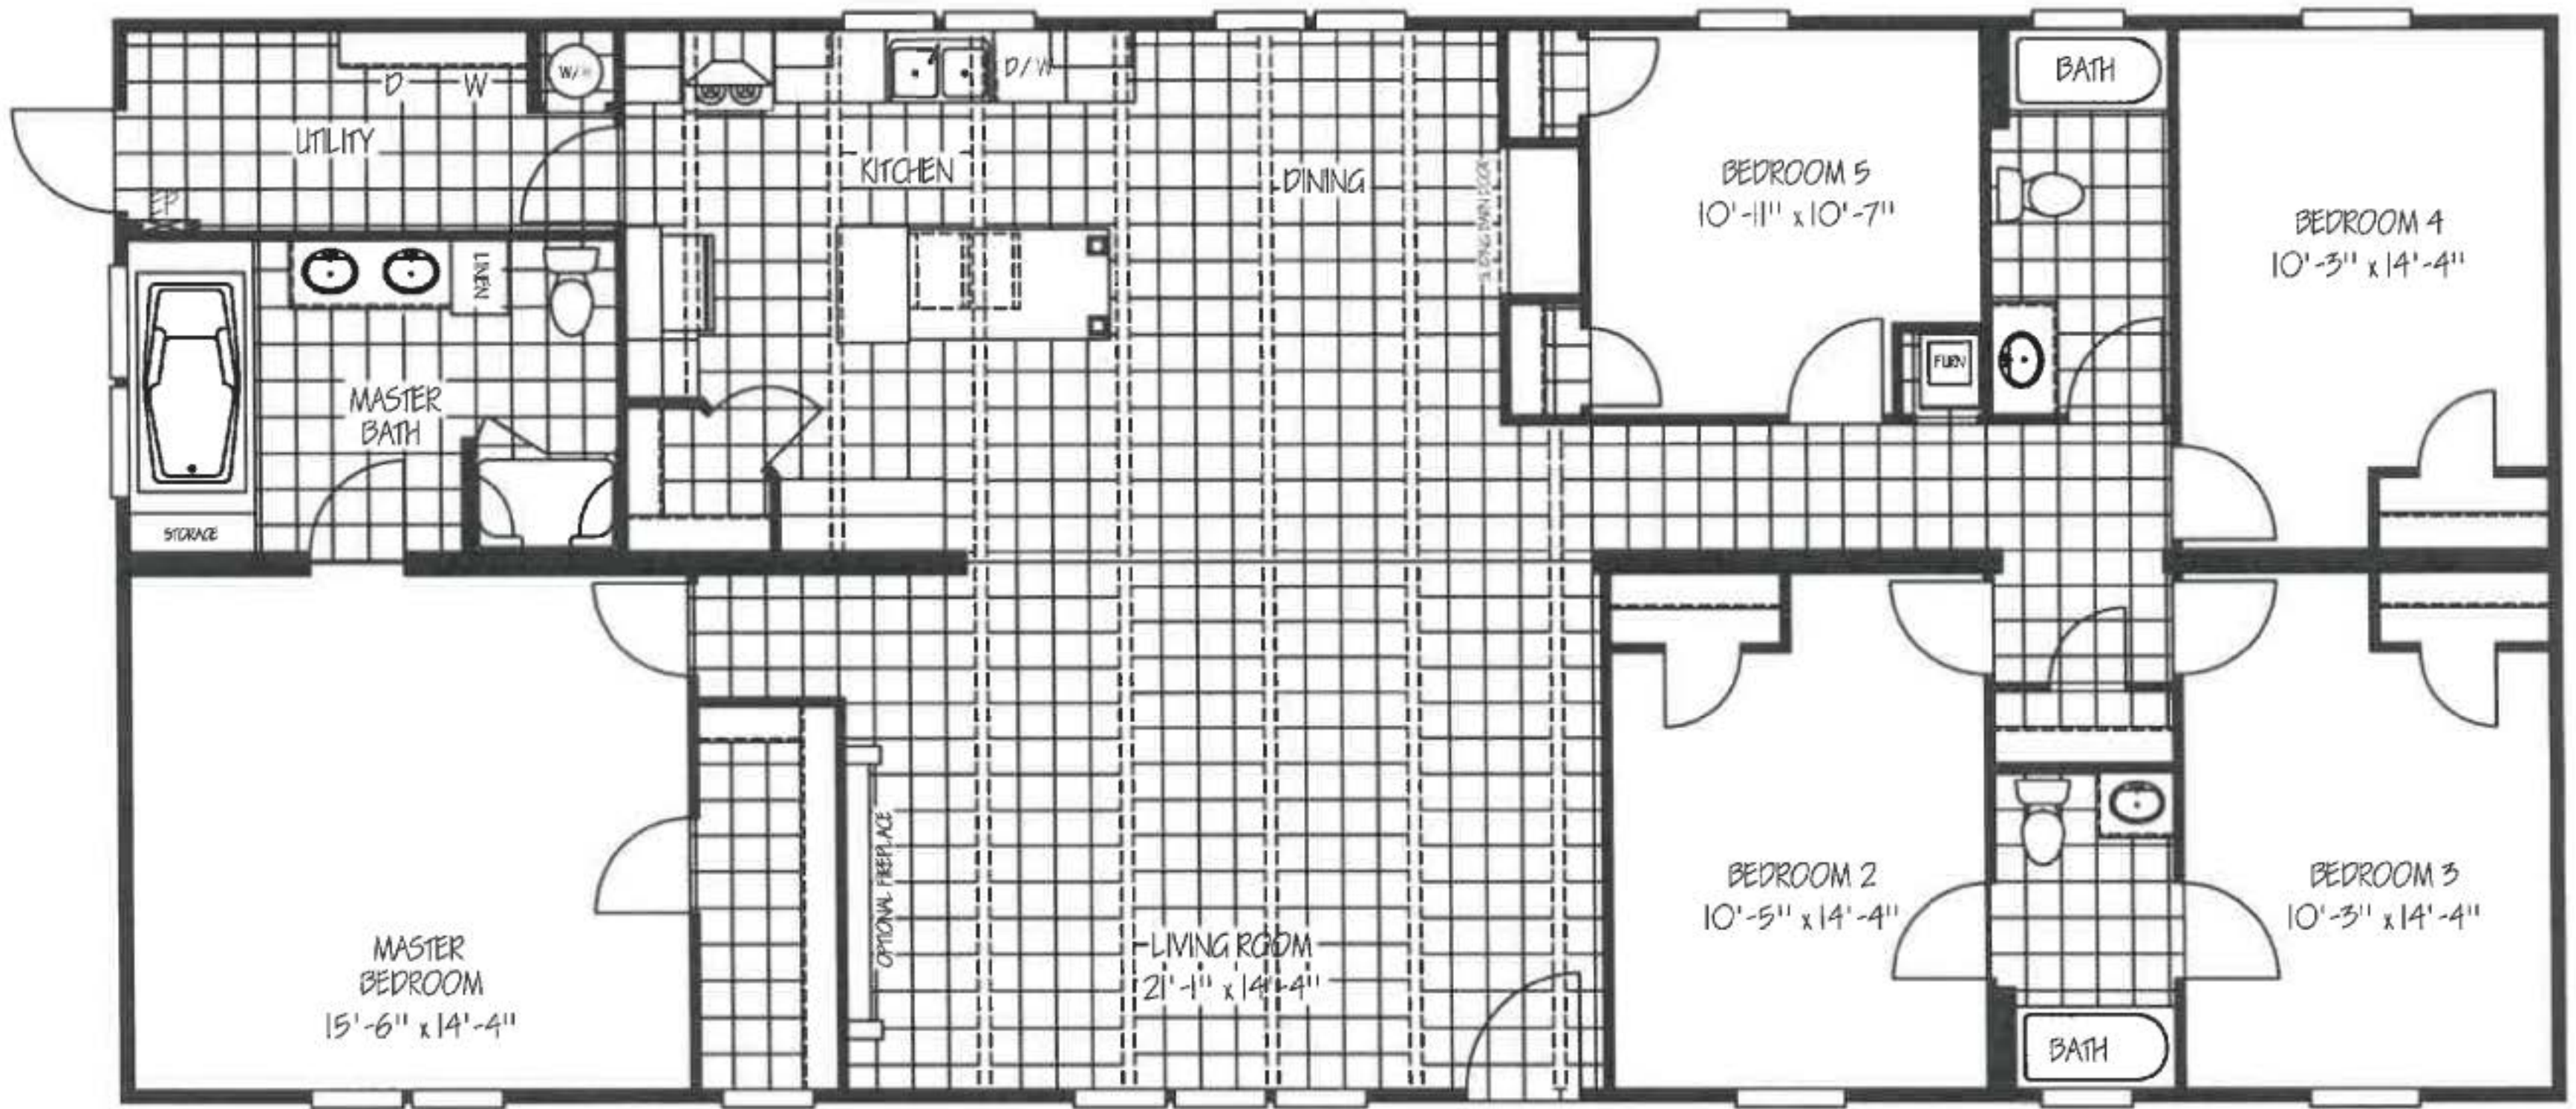 D
W
W/H
UTILITY
EP
D/W
KITCHEN
DINING
SLIDING BARN DOOR
BEDROOM 5
10'-11" x 10'-7"
FURN
BATH
BEDROOM 4
10'-3" x 14'-4"
LINEN
MASTER
BATH
STORAGE
MASTER
BEDROOM
15'-6" x 14'-4"
OPTIONAL FIREPLACE
LIVING ROOM
21'-1" x 14'-4"
BEDROOM 2
10'-5" x 14'-4"
BATH
BEDROOM 3
10'-3" x 14'-4"